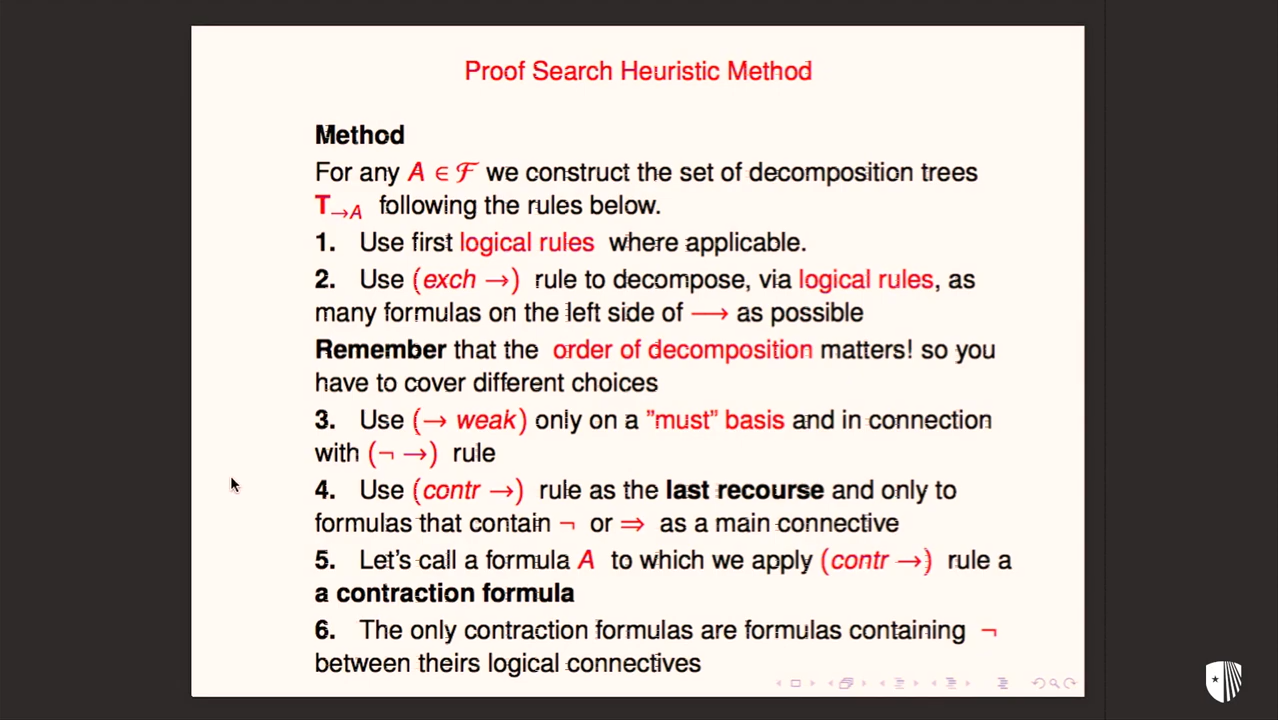 Proof Search Heuristic Method
Method
For any A ∈ ℱ we construct the set of decomposition trees
T→A following the rules below.
1. Use first logical rules where applicable.
2. Use (exch →) rule to decompose, via logical rules, as
many formulas on the left side of ⟶ as possible
Remember that the order of decomposition matters! so you
have to cover different choices
3. Use (→ weak) only on a ”must” basis and in connection
with (¬ →) rule
4. Use (contr →) rule as the last recourse and only to
formulas that contain ¬ or ⇒ as a main connective
5. Let's call a formula A to which we apply (contr →) rule a
a contraction formula
6. The only contraction formulas are formulas containing ¬
between theirs logical connectives